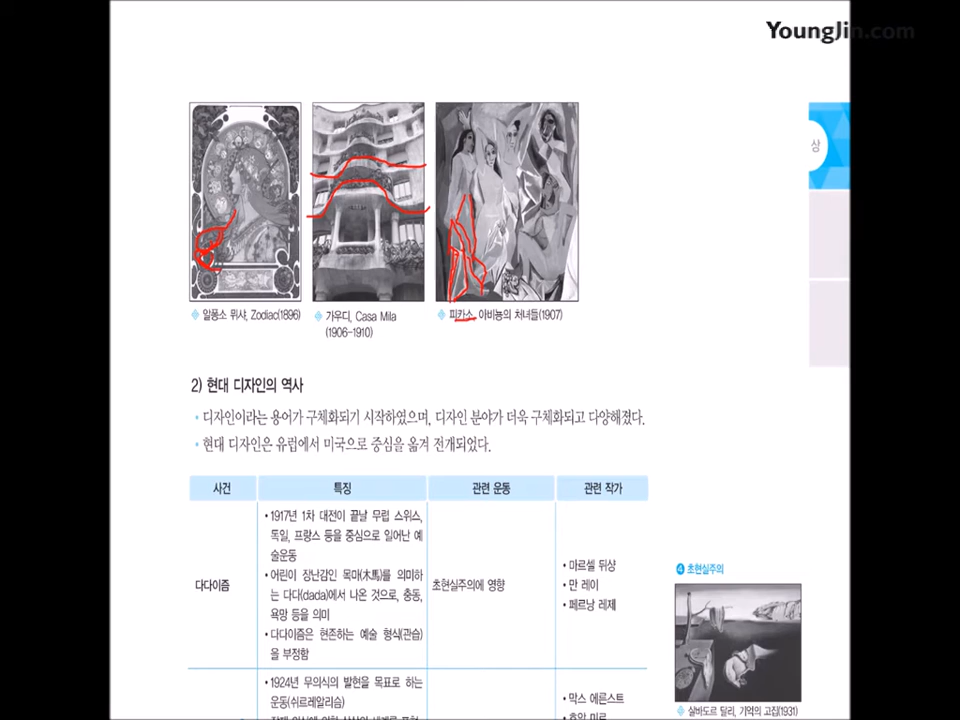 YoungJin.com
상
알퐁소 뮈샤, Zodiac(1896)
가우디, Casa Mila
(1906-1910)
피카소, 아비뇽의 처녀들(1907)
2) 현대 디자인의 역사
• 디자인이라는 용어가 구체화되기 시작하였으며, 디자인 분야가 더욱 구체화되고 다양해졌다.
• 현대 디자인은 유럽에서 미국으로 중심을 옮겨 전개되었다.
사건 특징 관련 운동 관련 작가
다다이즘
• 1917년 1차 대전이 끝날 무렵 스위스,
독일, 프랑스 등을 중심으로 일어난 예
술운동
• 어린이 장난감인 목마(木馬)를 의미하
는 다다(dada)에서 나온 것으로, 충동,
욕망 등을 의미
• 다다이즘은 현존하는 예술 형식(관습)
을 부정함
초현실주의에 영향
• 마르셀 뒤샹
• 만 레이
• 페르낭 레제
• 1924년 무의식의 발현을 목표로 하는
운동(쉬르레알리슴)
• 막스 에른스트
4 초현실주의
살바도르 달리, 기억의 고집(1931)